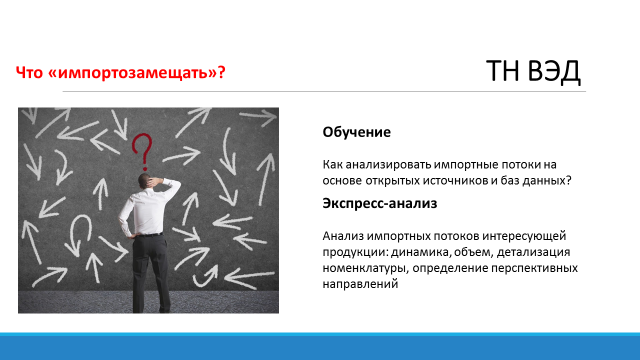 Что «импортозамещать»?
ТН ВЭД
Обучение
Как анализировать импортные потоки на
основе открытых источников и баз данных?
Экспресс-анализ
Анализ импортных потоков интересующей
продукции: динамика, объем, детализация
номенклатуры, определение перспективных
направлений
?